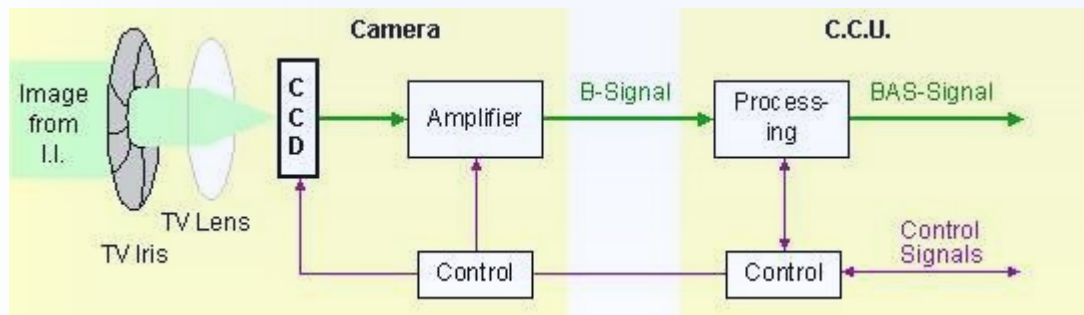 Camera
C.C.U.
Image
from
I.I.
TV Iris
TV Lens
C
C
D
Amplifier
B-Signal
Process-
ing
BAS-Signal
Control
Control
Control
Signals